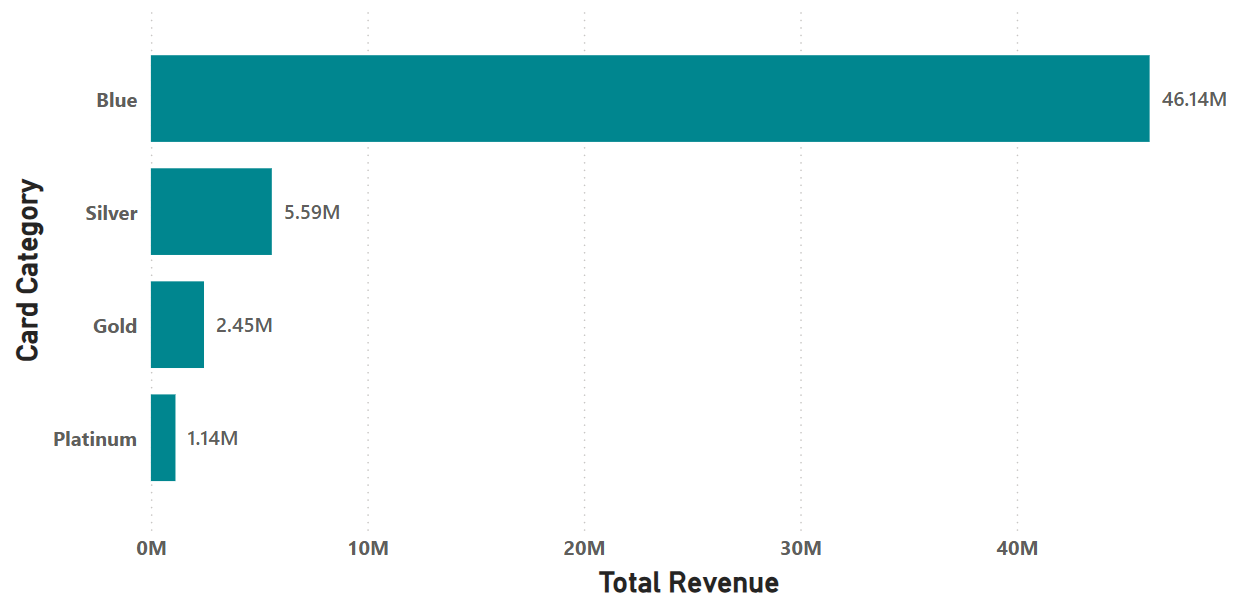 Card Category
Blue
46.14M
Silver
5.59M
Gold
2.45M
Platinum
1.14M
0M 10M 20M 30M 40M
Total Revenue